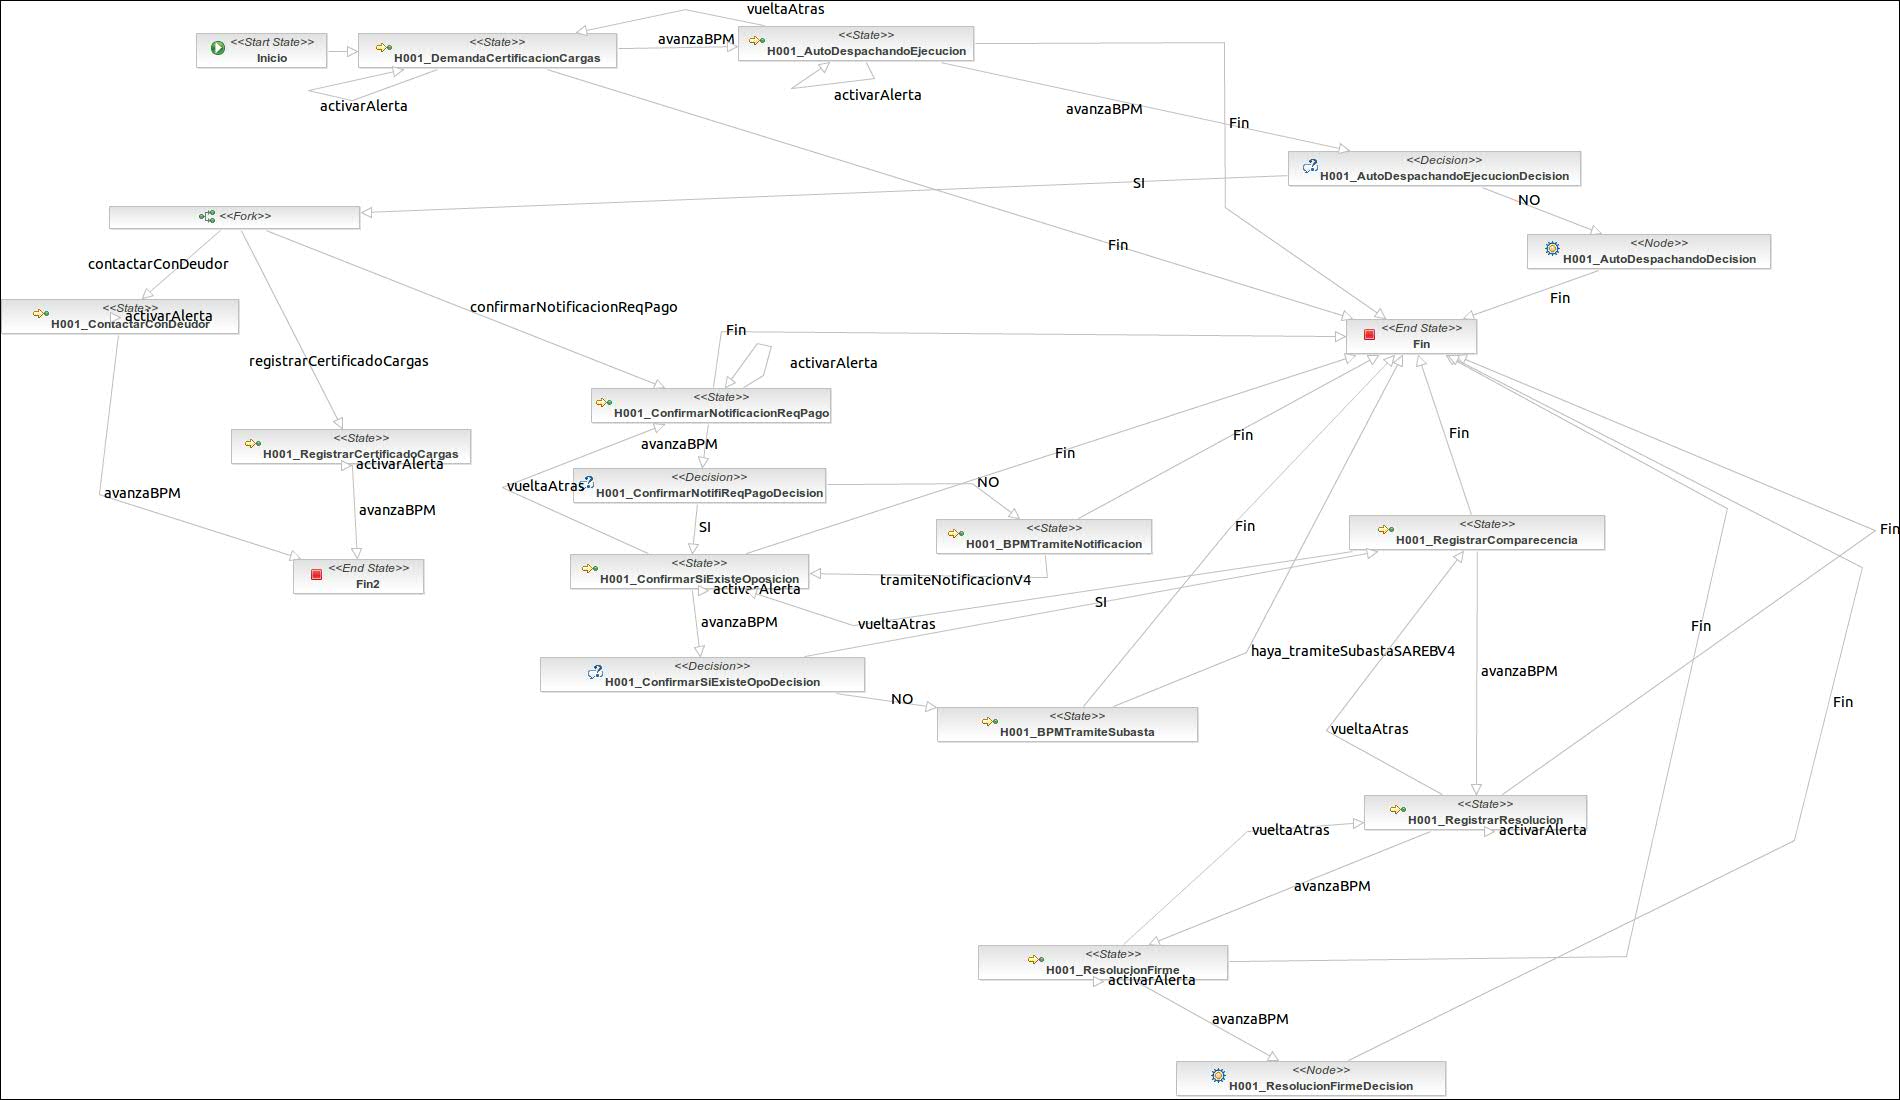 vueltaAtras
<<Start State>>
Inicio
<<State>>
H001_DemandaCertificacionCargas
avanzaBPM
<<State>>
H001_AutoDespachandoEjecucion
activarAlerta
activarAlerta
avanzaBPM
Fin
<<Decision>>
H001_AutoDespachandoEjecucionDecision
SI
NO
<<Fork>>
Fin
<<Node>>
H001_AutoDespachandoDecision
contactarConDeudor
Fin
<<State>>
H001_ContactarConDeudor
activarAlerta
confirmarNotificacionReqPago
Fin
<<End State>>
Fin
registrarCertificadoCargas
activarAlerta
<<State>>
H001_ConfirmarNotificacionReqPago
<<State>>
H001_RegistrarCertificadoCargas
activarAlerta
avanzaBPM
Fin
Fin
Fin
<<Decision>>
H001_ConfirmarNotifiReqPagoDecision
vueltaAtras
NO
avanzaBPM
avanzaBPM
SI
<<State>>
H001_BPMTramiteNotificacion
Fin
<<State>>
H001_RegistrarComparecencia
Fin
<<End State>>
Fin2
<<State>>
H001_ConfirmarSiExisteOposicion
activarAlerta
tramiteNotificacionV4
SI
avanzaBPM
vueltaAtras
Fin
haya_tramiteSubastaSAREBV4
<<Decision>>
H001_ConfirmarSiExisteOpoDecision
avanzaBPM
NO
Fin
<<State>>
H001_BPMTramiteSubasta
vueltaAtras
<<State>>
H001_RegistrarResolucion
activarAlerta
vueltaAtras
avanzaBPM
<<State>>
H001_ResolucionFirme
activarAlerta
avanzaBPM
<<Node>>
H001_ResolucionFirmeDecision